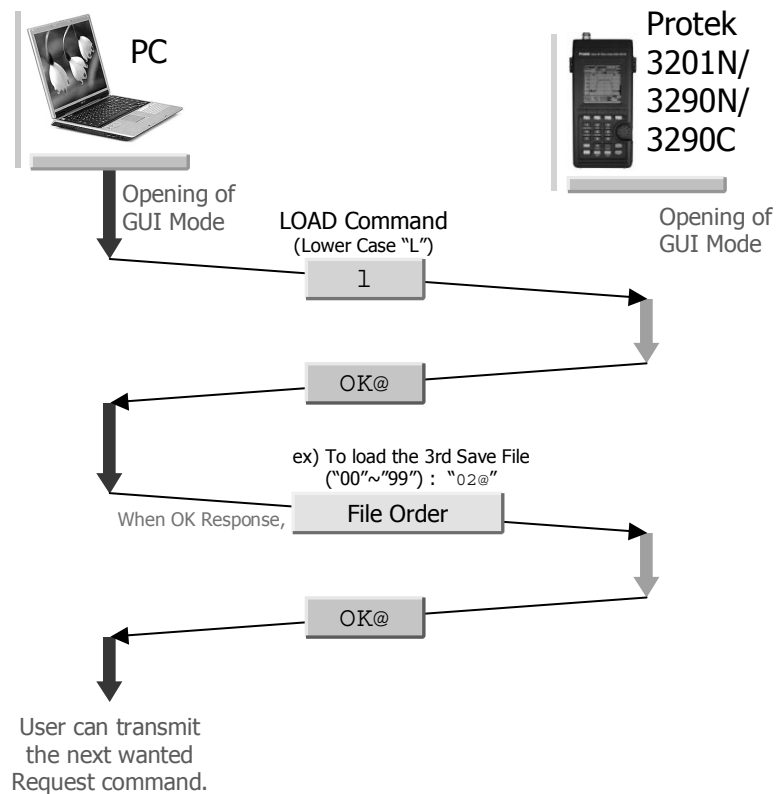 PC
Protek
3201N/
3290N/
3290C
Opening of
GUI Mode
Opening of
GUI Mode
LOAD Command
(Lower Case “L”)
l
OK@
ex) To load the 3rd Save File
(“00”~”99”) : “02@”
When OK Response,
File Order
OK@
User can transmit
the next wanted
Request command.